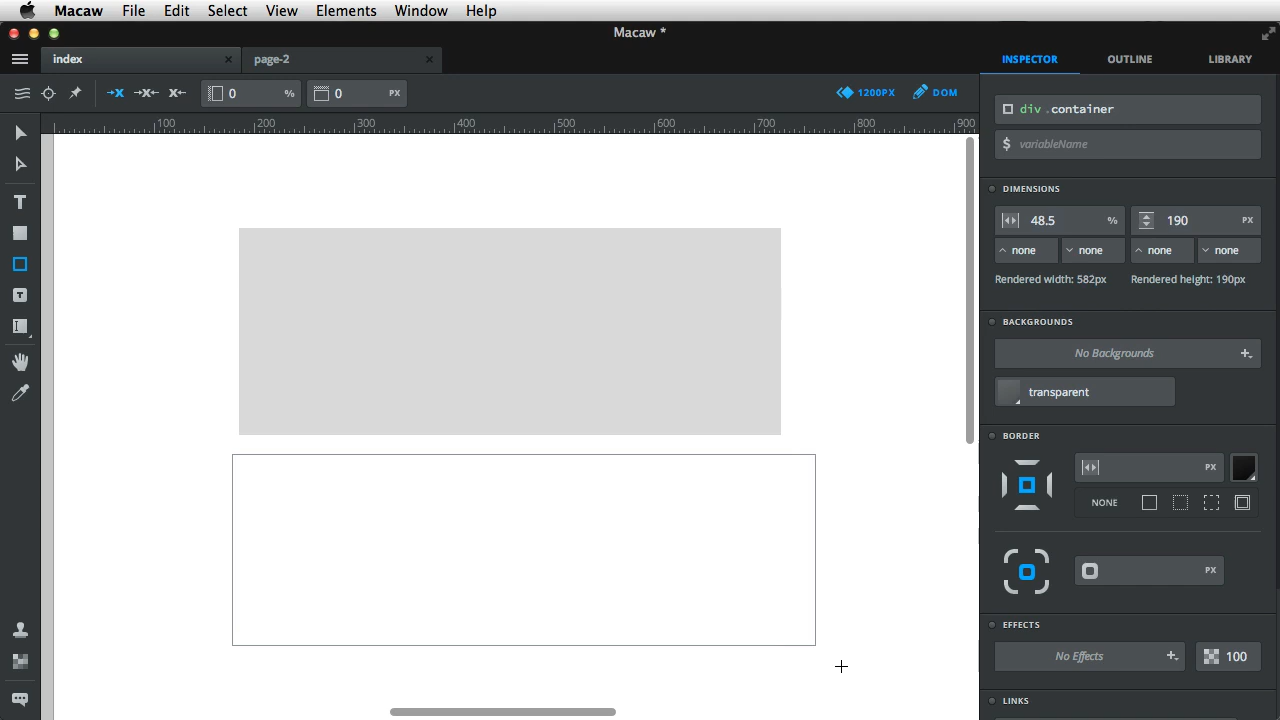 Macaw File Edit Select View Elements Window Help
Macaw *
index × page-2 × INSPECTOR OUTLINE LIBRARY
0 % 0 PX 1200PX DOM
100 200 300 400 500 600 700 800 900
div .container
$ variableName
DIMENSIONS
48.5 % 190 PX
none none none none
Rendered width: 582px Rendered height: 190px
BACKGROUNDS
No Backgrounds
transparent
BORDER
PX
NONE
PX
EFFECTS
No Effects 100
LINKS